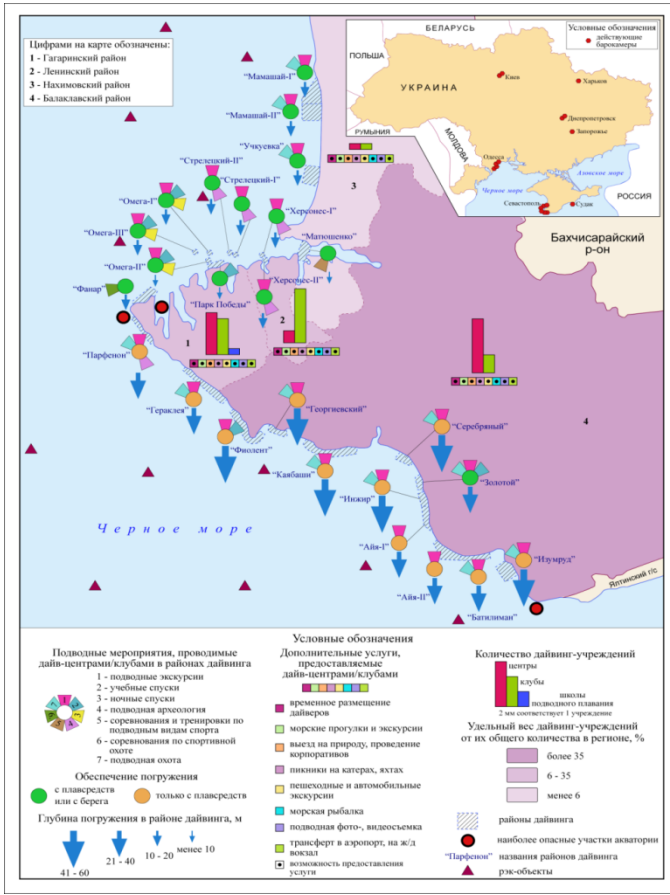 Цифрами на карте обозначены:
1 - Гагаринский район
2 - Ленинский район
3 - Нахимовский район
4 - Балаклавский район
БЕЛАРУСЬ
Условные обозначения
действующие
барокамеры
ПОЛЬША
УКРАИНА
Киев
Харьков
Днепропетровск
Запорожье
РУМЫНИЯ
МОЛДОВА
Одесса
Азовское море
Черное море
РОССИЯ
Севастополь
Судак
"Мамашай-I"
"Мамашай-II"
"Учкуевка"
"Стрелецкий-II"
"Стрелецкий-I"
3
"Омега-I"
"Херсонес-I"
"Омега-III"
"Матюшенко"
Бахчисарайский
р-он
"Омега-II"
"Фанар"
"Парк Победы"
"Херсонес-II"
1
2
"Парфенон"
"Гераклея"
"Георгиевский"
4
"Фиолент"
"Серебряный"
"Каябаши"
"Золотой"
"Инжир"
Черное море
"Айя-I"
"Изумруд"
"Айя-II"
"Батилиман"
Ялтинский г/с
Условные обозначения
Подводные мероприятия, проводимые
дайв-центрами/клубами в районах дайвинга
1 - подводные экскурсии
2 - учебные спуски
3 - ночные спуски
4 - подводная археология
5 - соревнования и тренировки по
подводным видам спорта
6 - соревнования по спортивной
охоте
7 - подводная охота
Обеспечение погружения
с плавсредств
или с берега
только с плавсредств
Глубина погружения в районе дайвинга, м
41 - 60
21 - 40
10 - 20
менее 10
Дополнительные услуги,
предоставляемые
дайв-центрами/клубами
временное размещение
дайверов
морские прогулки и экскурсии
выезд на природу, проведение
корпоративов
пикники на катерах, яхтах
пешеходные и автомобильные
экскурсии
морская рыбалка
подводная фото-, видеосъемка
трансферт в аэропорт, на ж/д
вокзал
возможность предоставления
услуги
Количество дайвинг-учреждений
центры
клубы
школы
подводного плавания
2 мм соответствует 1 учреждение
Удельный вес дайвинг-учреждений
от их общего количества в регионе, %
более 35
6 - 35
менее 6
районы дайвинга
наиболее опасные участки акватории
"Парфенон" названия районов дайвинга
рэк-объекты